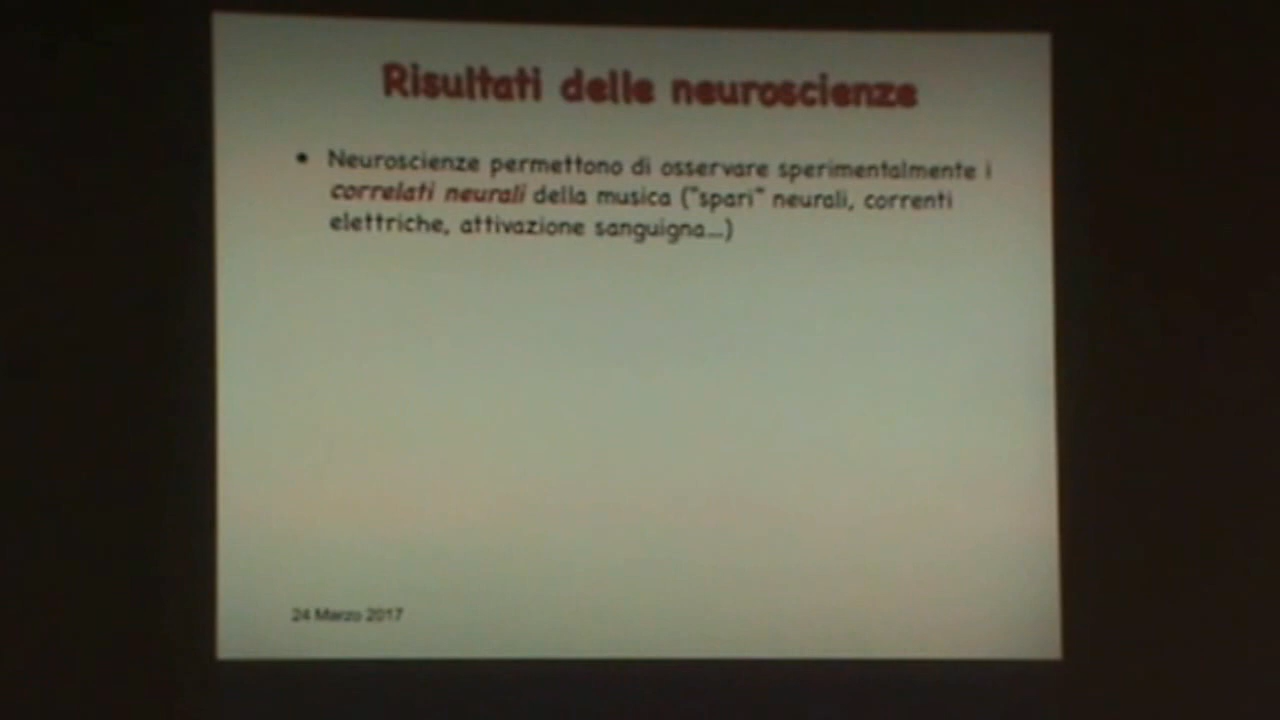 Risultati delle neuroscienze
• Neuroscienze permettono di osservare sperimentalmente i
correlati neurali della musica ("spari" neurali, correnti
elettriche, attivazione sanguigna...)
24 Marzo 2017